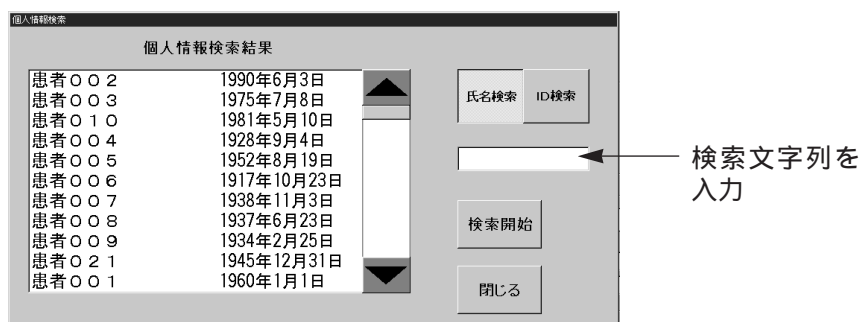 個人情報検索
個人情報検索結果
患者００２ 1990年6月3日
患者００３ 1975年7月8日
患者０１０ 1981年5月10日
患者００４ 1928年9月4日
患者００５ 1952年8月19日
患者００６ 1917年10月23日
患者００７ 1938年11月3日
患者００８ 1937年6月23日
患者００９ 1934年2月25日
患者０２１ 1945年12月31日
患者００１ 1960年1月1日
氏名検索 ID検索
検索文字列を
入力
検索開始
閉じる